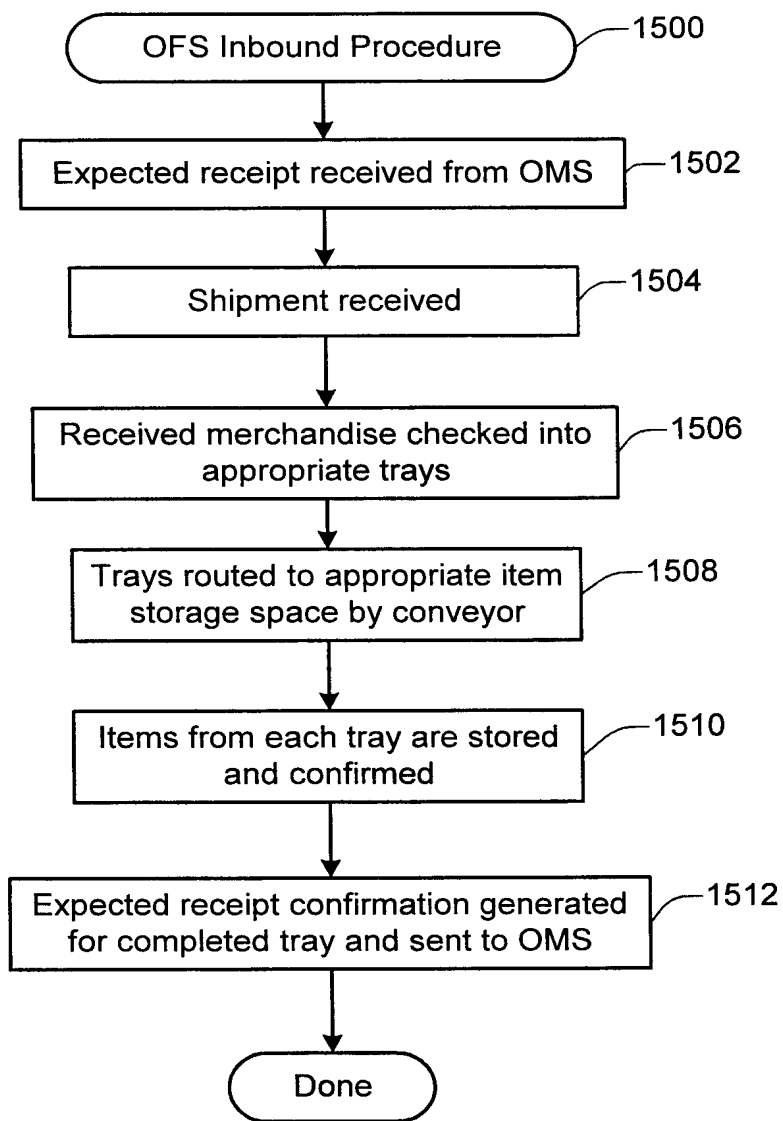 OFS Inbound Procedure
1500
Expected receipt received from OMS
1502
Shipment received
1504
Received merchandise checked into
appropriate trays
1506
Trays routed to appropriate item
storage space by conveyor
1508
Items from each tray are stored
and confirmed
1510
Expected receipt confirmation generated
for completed tray and sent to OMS
1512
Done